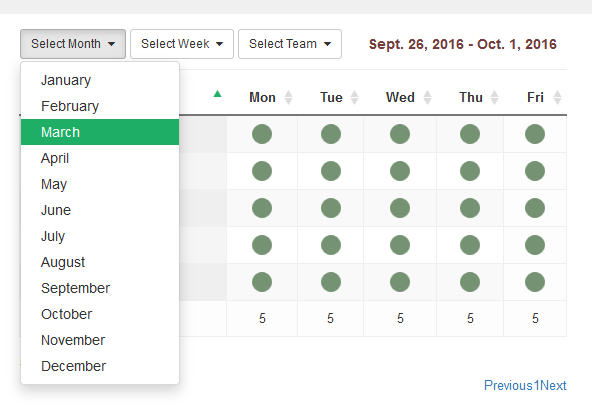 Select Month Select Week Select Team Sept. 26, 2016 - Oct. 1, 2016
January
February
March
April
May
June
July
August
September
October
November
December
Mon Tue Wed Thu Fri
5 5 5 5 5
Previous1Next